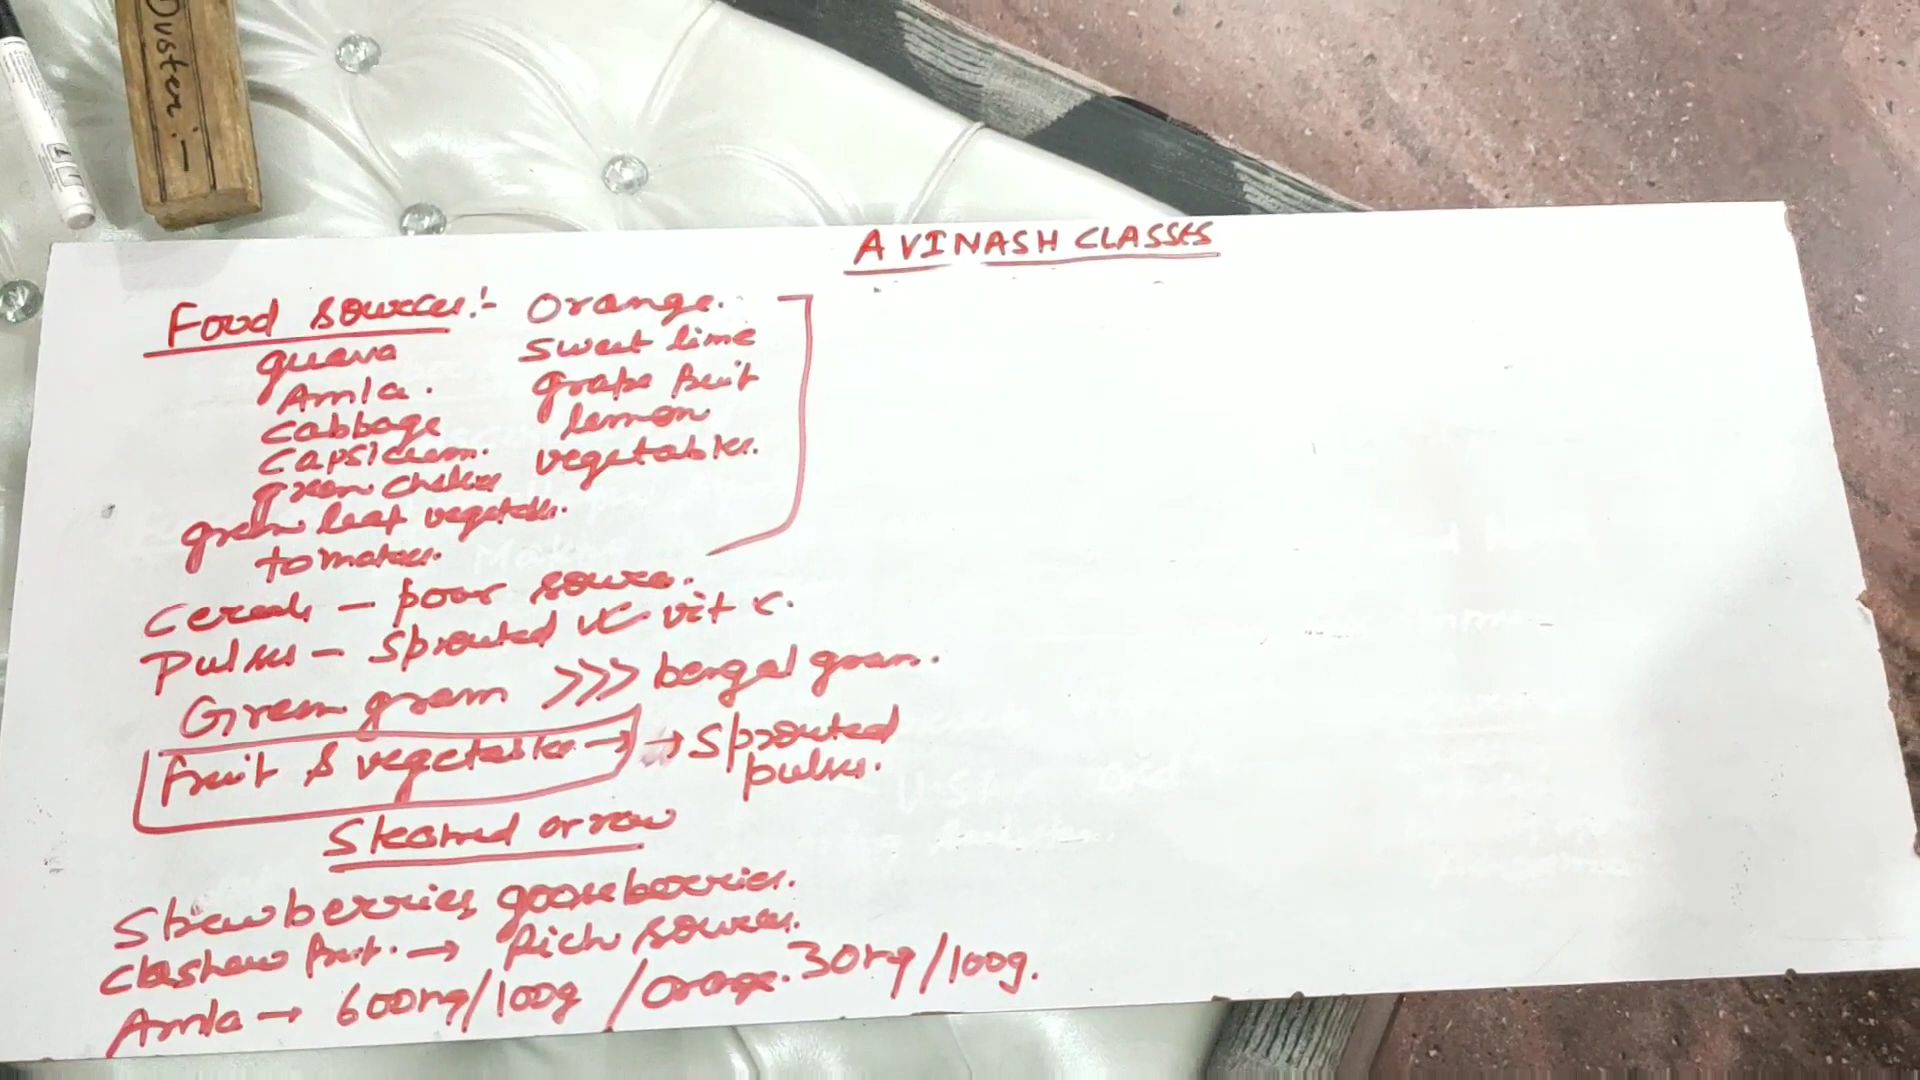 Duster:-
AVINASH CLASSES
Food sources:- Orange.
guava sweet lime
Amla. grape fruit
Cabbage lemon
Capsicum. vegetables.
green
green leaf vegetables.
tomatoes.
Cereals - poor source.
Pulses - Sprouted vit C.
Green gram >>> bengal gram.
fruit & vegetables → → Sprouted
pulses.
Steamed or raw
Strawberries, gooseberries.
Cashew fruit. → Rich sources.
Amla → 600mg/100g / Orange. 30mg/100g.